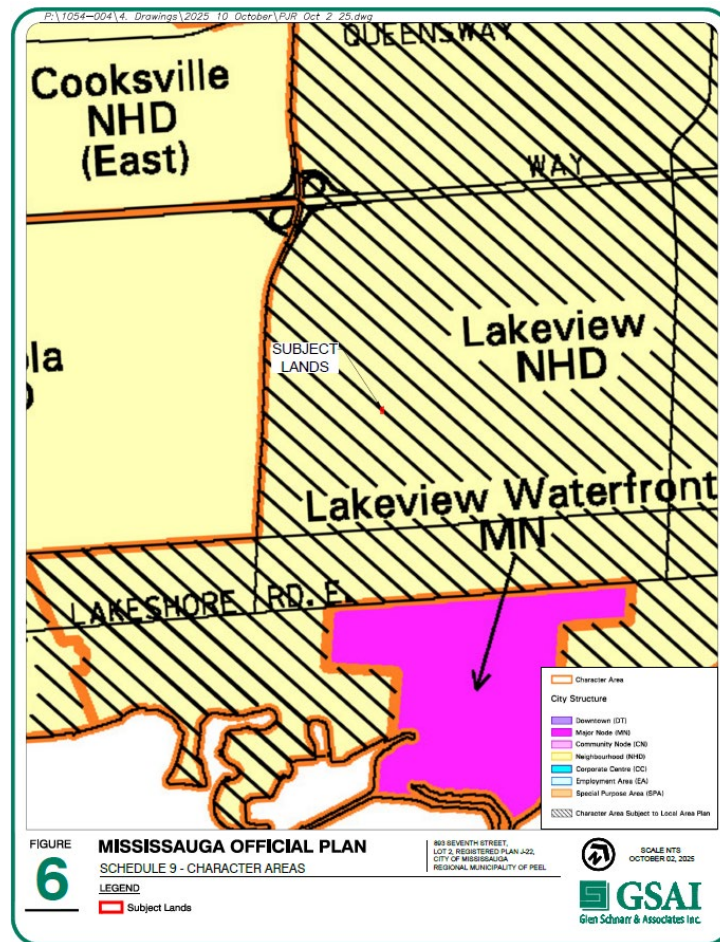 P:\1054-004\4. Drawings\2025 10 October\PJR Oct 2 25.dwg
QUEENSWAY
Cooksville
NHD
(East)
WAY
Lakeview
NHD
SUBJECT
LANDS
la
Lakeview Waterfront
MN
LAKESHORE RD. E.
Character Area
City Structure
Downtown (DT)
Major Node (MN)
Community Node (CN)
Neighbourhood (NHD)
Corporate Centre (CC)
Employment Area (EA)
Special Purpose Area (SPA)
Character Area Subject to Local Area Plan
FIGURE
6
MISSISSAUGA OFFICIAL PLAN
SCHEDULE 9 - CHARACTER AREAS
LEGEND
Subject Lands
893 SEVENTH STREET,
LOT 2, REGISTERED PLAN J-22,
CITY OF MISSISSAUGA
REGIONAL MUNICIPALITY OF PEEL
SCALE NTS
OCTOBER 02, 2025
GSAI
Glen Schnarr & Associates Inc.